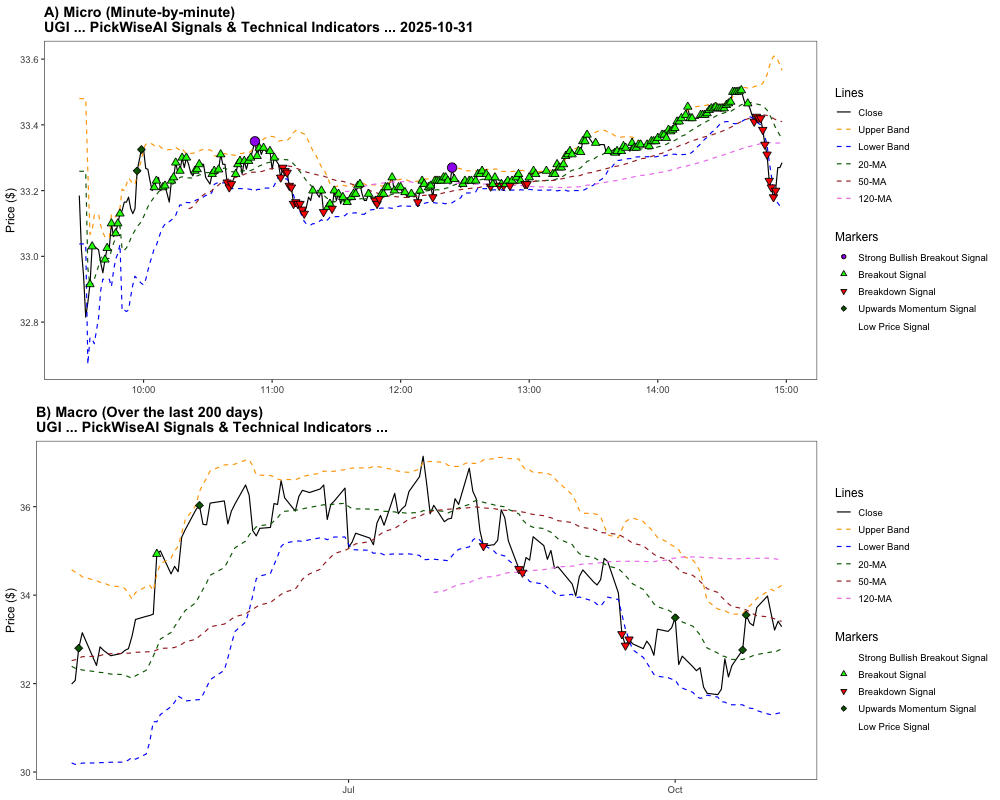 A) Micro (Minute-by-minute)
UGI ... PickWiseAI Signals & Technical Indicators ... 2025-10-31
33.6
33.4
33.2
33.0
32.8
Price ($)
10:00
11:00
12:00
13:00
14:00
15:00
Lines
Close
Upper Band
Lower Band
20-MA
50-MA
120-MA
Markers
Strong Bullish Breakout Signal
Breakout Signal
Breakdown Signal
Upwards Momentum Signal
Low Price Signal
B) Macro (Over the last 200 days)
UGI ... PickWiseAI Signals & Technical Indicators ...
36
34
32
30
Price ($)
Jul
Oct
Lines
Close
Upper Band
Lower Band
20-MA
50-MA
120-MA
Markers
Strong Bullish Breakout Signal
Breakout Signal
Breakdown Signal
Upwards Momentum Signal
Low Price Signal